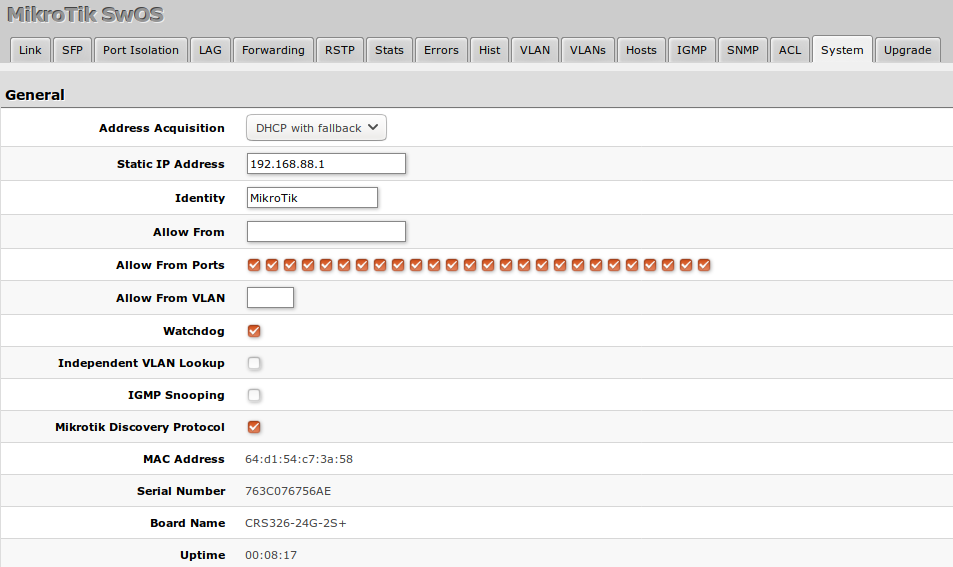 MikroTik SwOS
Link SFP Port Isolation LAG Forwarding RSTP Stats Errors Hist VLAN VLANs Hosts IGMP SNMP ACL System Upgrade
General
Address Acquisition DHCP with fallback
Static IP Address 192.168.88.1
Identity MikroTik
Allow From
Allow From Ports
Allow From VLAN
Watchdog
Independent VLAN Lookup
IGMP Snooping
Mikrotik Discovery Protocol
MAC Address 64:d1:54:c7:3a:58
Serial Number 763C076756AE
Board Name CRS326-24G-2S+
Uptime 00:08:17